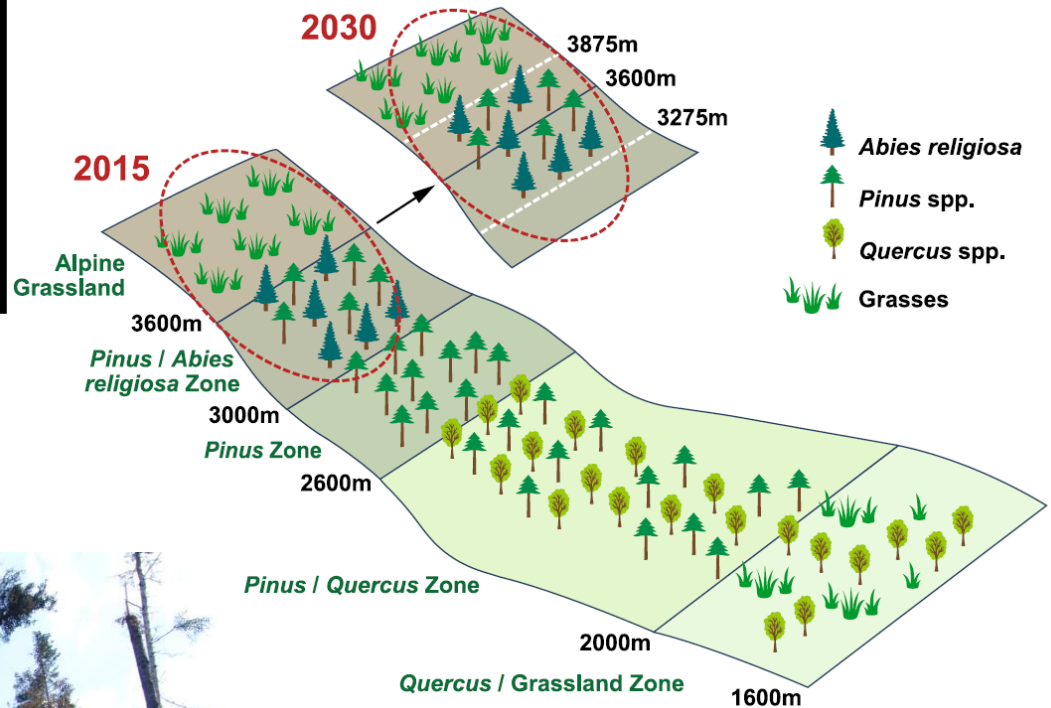 2030
3875m
3600m
3275m
2015
Abies religiosa
Pinus spp.
Quercus spp.
Grasses
Alpine
Grassland
3600m
Pinus / Abies
religiosa Zone
3000m
Pinus Zone
2600m
Pinus / Quercus Zone
2000m
Quercus / Grassland Zone
1600m